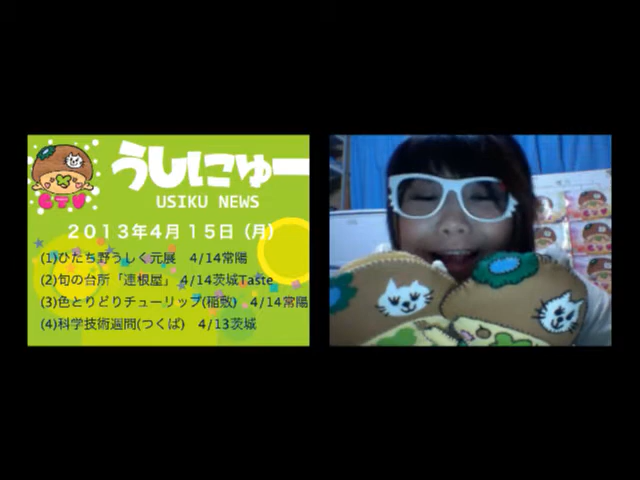 うしにゅー
USIKU NEWS
2013年4月15日(月)
(1)ひたち野うしく元展 4/14常陽
(2)旬の台所「連根屋」4/14茨城Taste
(3)色とりどりチューリップ(稲敷) 4/14常陽
(4)科学技術週間(つくば) 4/13茨城
CTV